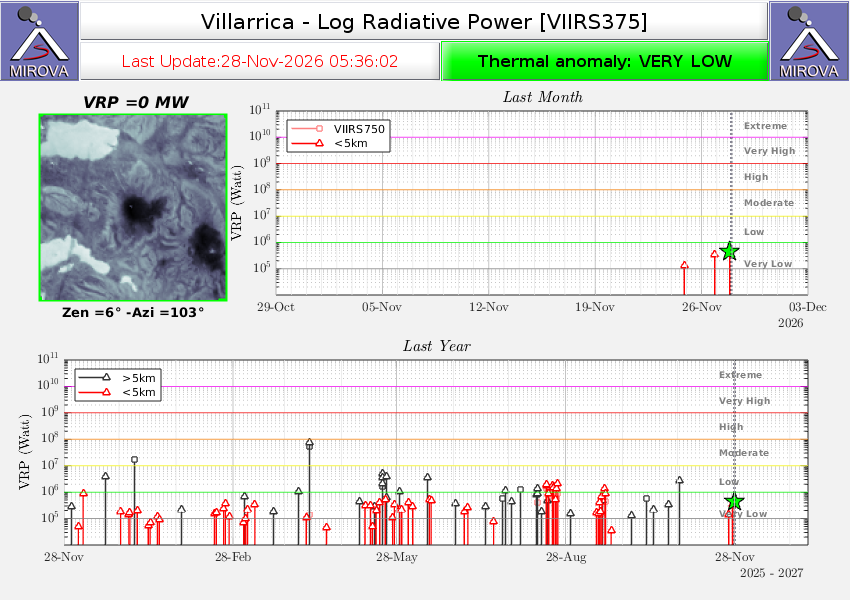 Villarrica - Log Radiative Power [VIIRS375]
MIROVA
Last Update:28-Nov-2026 05:36:02
Thermal anomaly: VERY LOW
MIROVA
VRP =0 MW
Zen =6° -Azi =103°
Last Month
VRP (Watt)
10^11
10^10
10^9
10^8
10^7
10^6
10^5
VIIRS750
<5km
Extreme
Very High
High
Moderate
Low
Very Low
29-Oct 05-Nov 12-Nov 19-Nov 26-Nov 03-Dec
2026
Last Year
VRP (Watt)
10^11
10^10
10^9
10^8
10^7
10^6
10^5
>5km
<5km
Extreme
Very High
High
Moderate
Low
Very Low
28-Nov 28-Feb 28-May 28-Aug 28-Nov
2025 - 2027